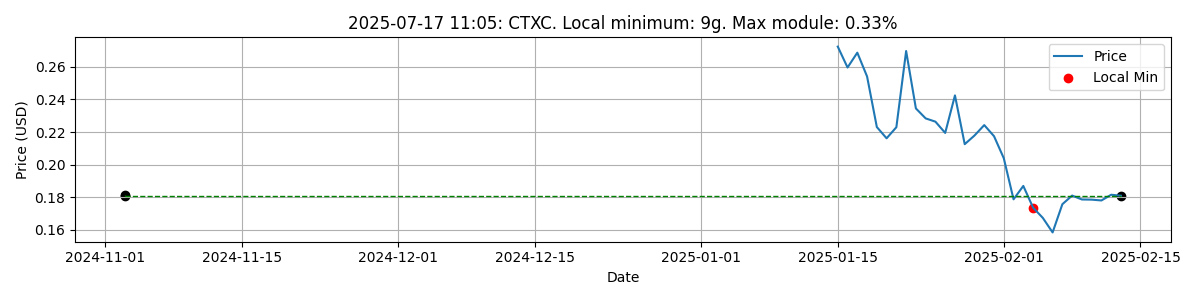 2025-07-17 11:05: CTXC. Local minimum: 9g. Max module: 0.33%
Price (USD)
0.26
0.24
0.22
0.20
0.18
0.16
Price
Local Min
2024-11-01 2024-11-15 2024-12-01 2024-12-15 2025-01-01 2025-01-15 2025-02-01 2025-02-15
Date